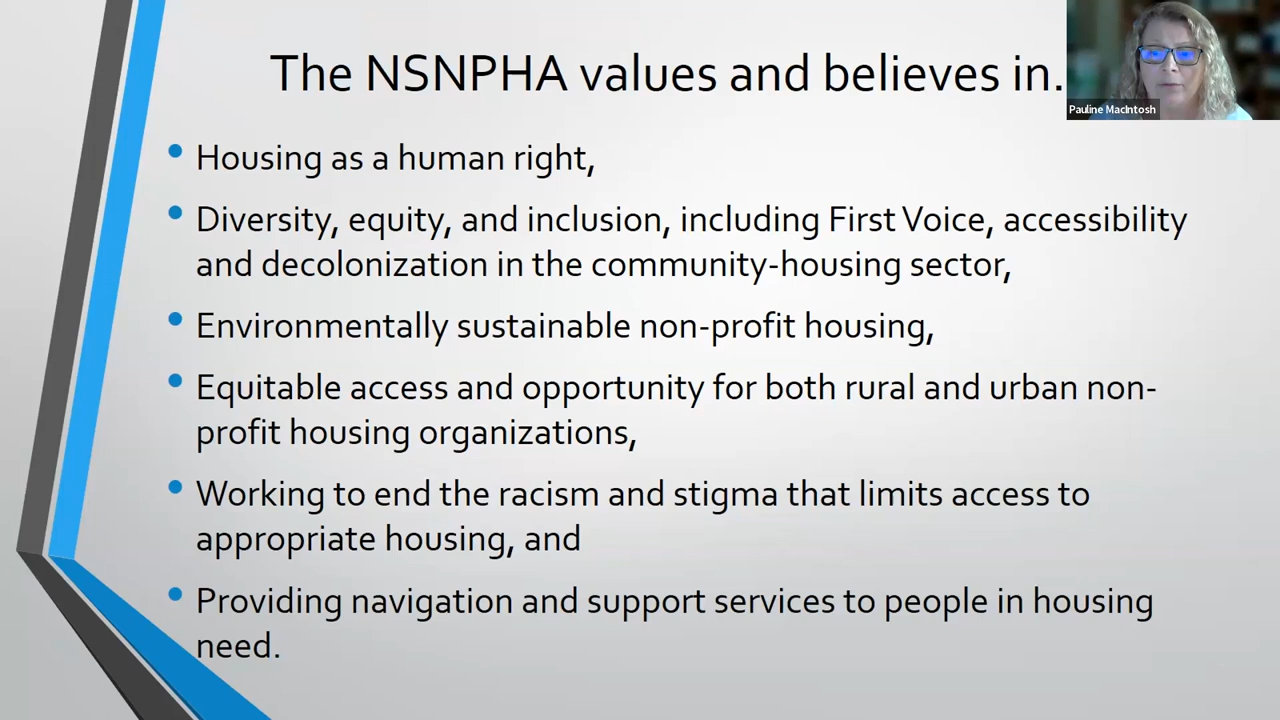 The NSNPHA values and believes in.
Pauline MacIntosh
Housing as a human right,
Diversity, equity, and inclusion, including First Voice, accessibility
and decolonization in the community-housing sector,
Environmentally sustainable non-profit housing,
Equitable access and opportunity for both rural and urban non-
profit housing organizations,
Working to end the racism and stigma that limits access to
appropriate housing, and
Providing navigation and support services to people in housing
need.